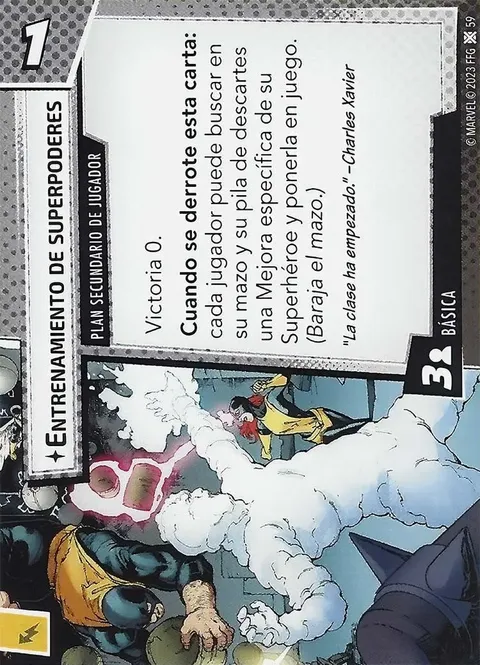 1
ENTRENAMIENTO DE SUPERPODERES
PLAN SECUNDARIO DE JUGADOR
Victoria 0.
Cuando se derrote esta carta:
cada jugador puede buscar en
su mazo y su pila de descartes
una Mejora específica de su
Superhéroe y ponerla en juego.
(Baraja el mazo.)
"La clase ha empezado." –Charles Xavier
3
BÁSICA
© MARVEL © 2023 FFG 59